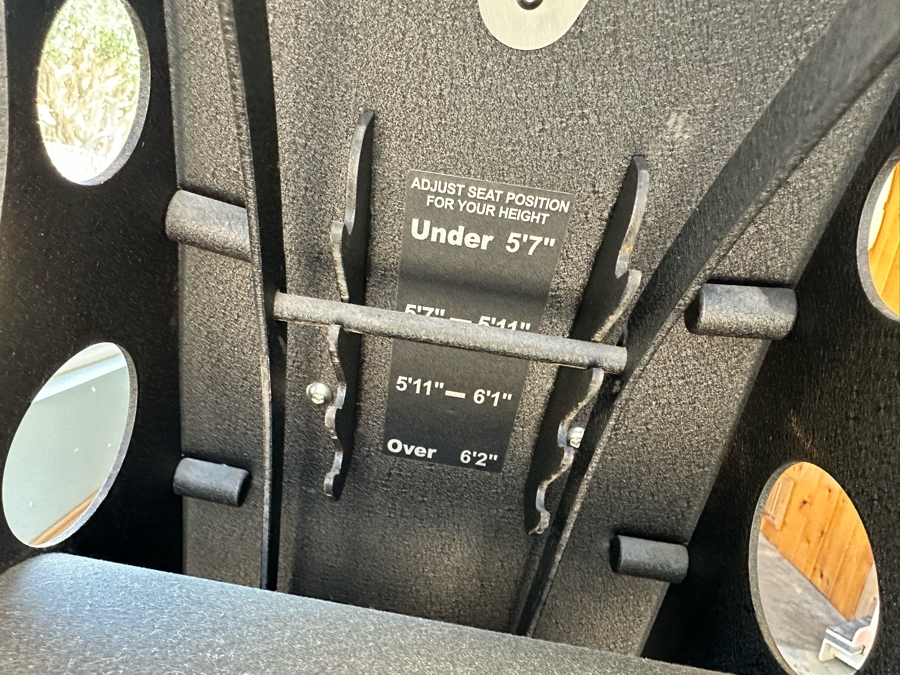 ADJUST SEAT POSITION
FOR YOUR HEIGHT
Under 5'7"
5'7" — 5'11"
5'11" — 6'1"
Over 6'2"